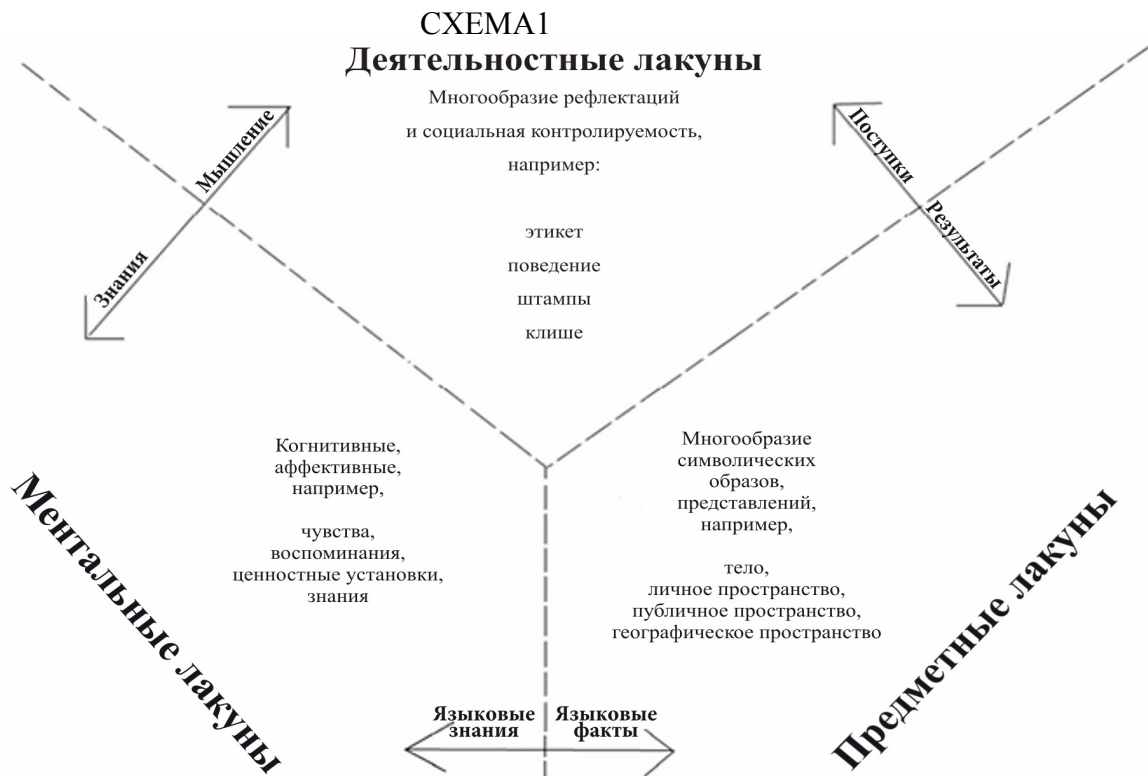 СХЕМА1
Деятельностные лакуны
Многообразие рефлектаций
и социальная контролируемость,
например:
этикет
поведение
штампы
клише
Мышление
Знания
Поступки
Результаты
Когнитивные,
аффективные,
например,
чувства,
воспоминания,
ценностные установки,
знания
Многообразие
символических
образов,
представлений,
например,
тело,
личное пространство,
публичное пространство,
географическое пространство
Ментальные лакуны
Предметные лакуны
Языковые
знания
Языковые
факты